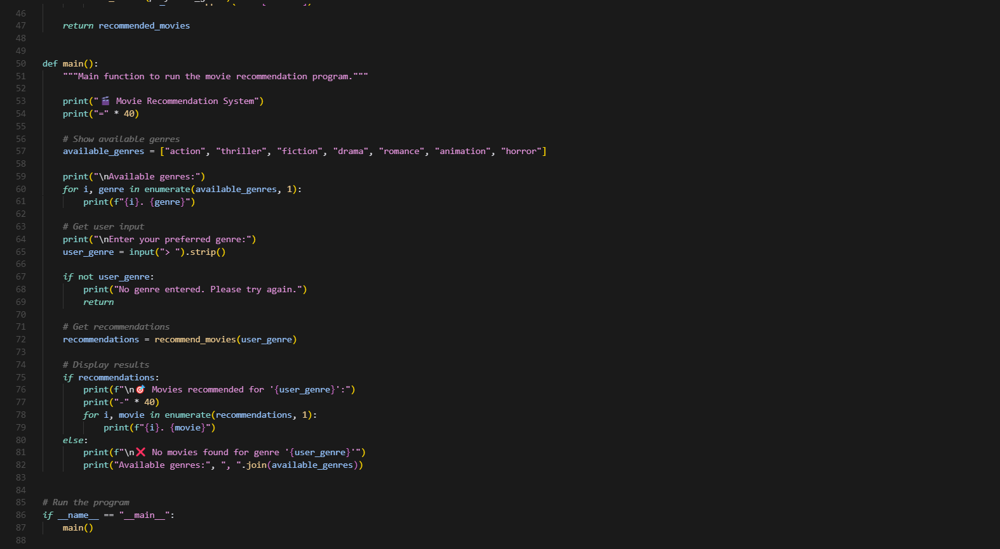 46
47 return recommended_movies
48
49
50 def main():
51 """Main function to run the movie recommendation program."""
52
53 print("🎬 Movie Recommendation System")
54 print("=" * 40)
55
56 # Show available genres
57 available_genres = ["action", "thriller", "fiction", "drama", "romance", "animation", "horror"]
58
59 print("\nAvailable genres:")
60 for i, genre in enumerate(available_genres, 1):
61 print(f"{i}. {genre}")
62
63 # Get user input
64 print("\nEnter your preferred genre:")
65 user_genre = input("> ").strip()
66
67 if not user_genre:
68 print("No genre entered. Please try again.")
69 return
70
71 # Get recommendations
72 recommendations = recommend_movies(user_genre)
73
74 # Display results
75 if recommendations:
76 print(f"\n🎯 Movies recommended for '{user_genre}':")
77 print("-" * 40)
78 for i, movie in enumerate(recommendations, 1):
79 print(f"{i}. {movie}")
80 else:
81 print(f"\n❌ No movies found for genre '{user_genre}'")
82 print("Available genres:", ", ".join(available_genres))
83
84
85 # Run the program
86 if __name__ == "__main__":
87 main()
88